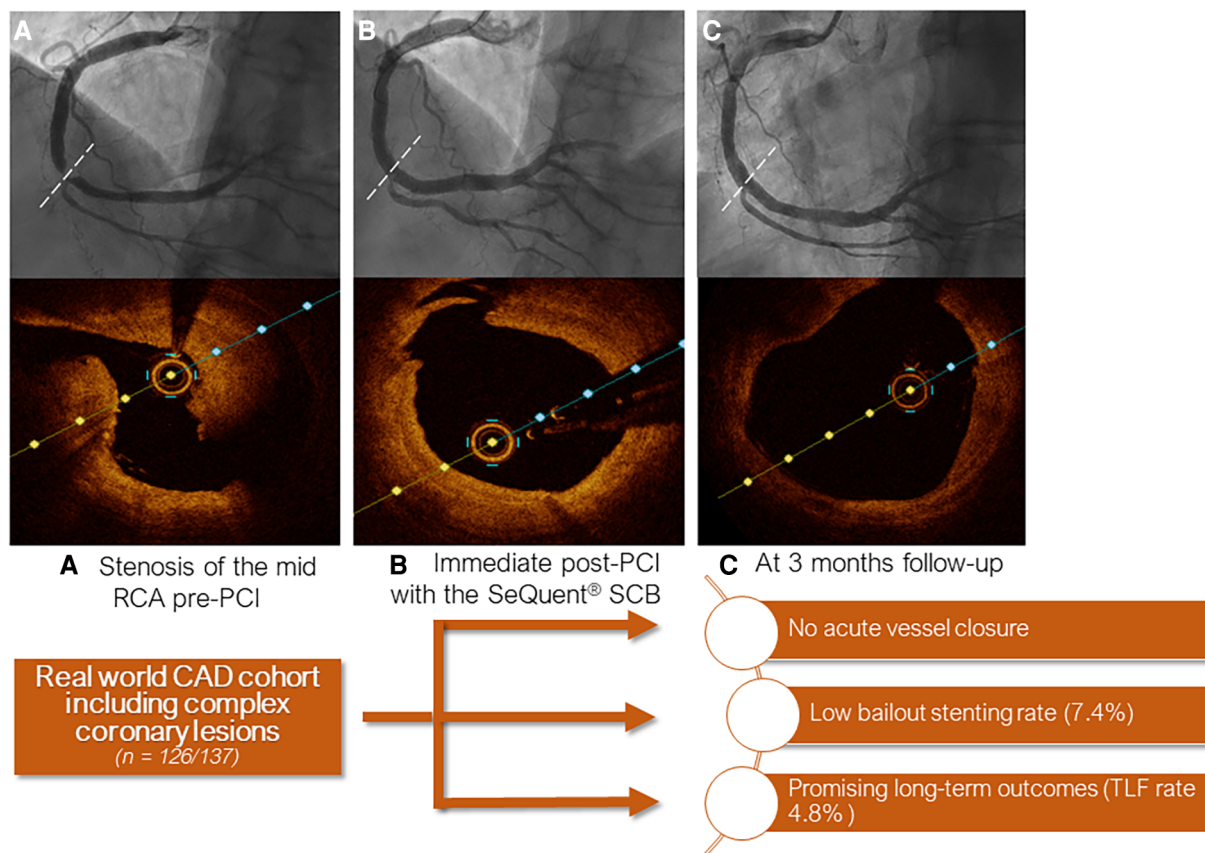 A
B
C
A Stenosis of the mid
RCA pre-PCI
B Immediate post-PCI
with the SeQuent® SCB
C At 3 months follow-up
Real world CAD cohort
including complex
coronary lesions
(n = 126/137)
No acute vessel closure
Low bailout stenting rate (7.4%)
Promising long-term outcomes (TLF rate
4.8% )